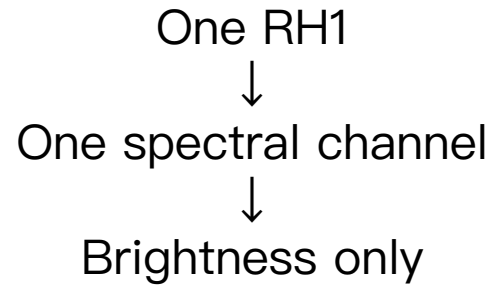 One RH1
↓
One spectral channel
↓
Brightness only